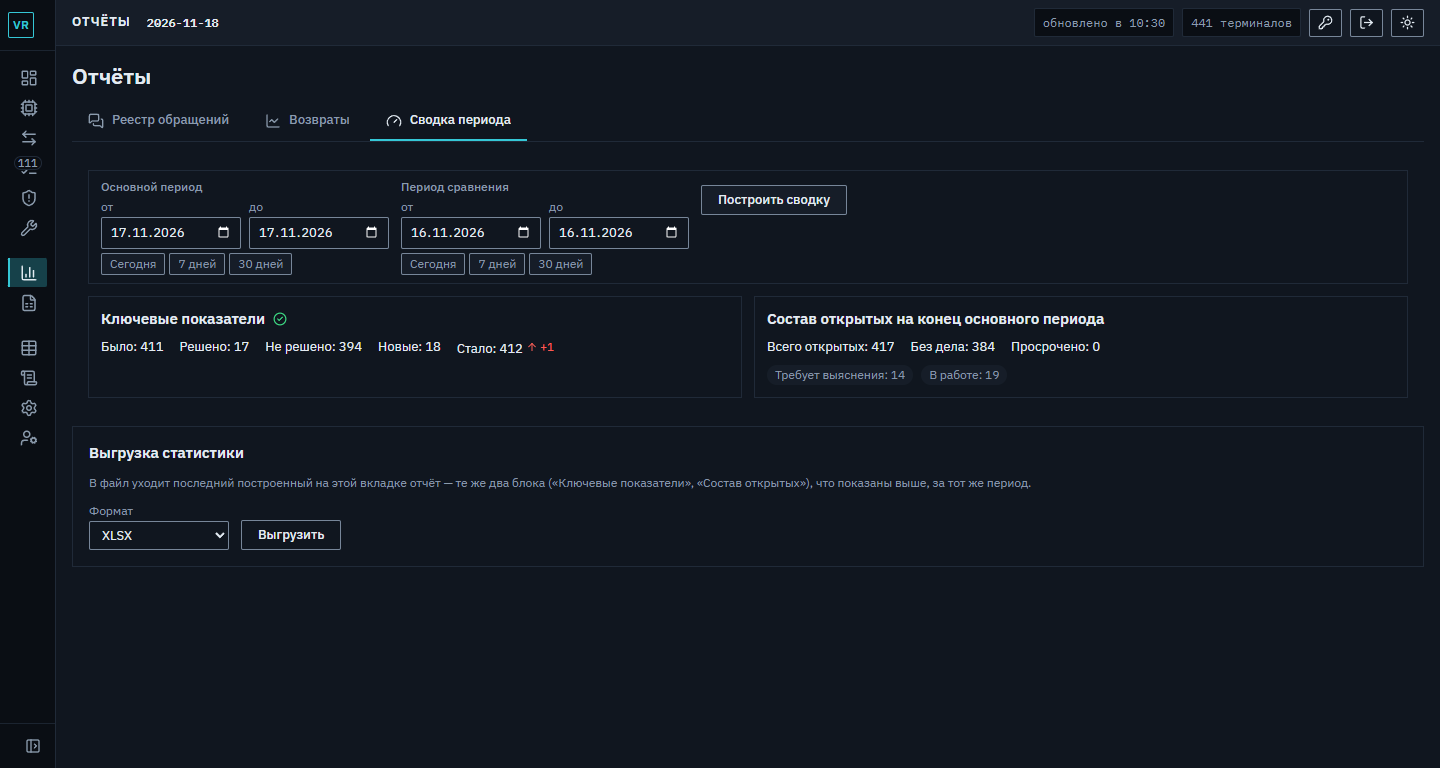 VR
ОТЧЁТЫ 2026-11-18 обновлено в 10:30 441 терминалов
Отчёты
Реестр обращений Возвраты Сводка периода
111
Основной период Период сравнения
от до от до Построить сводку
17.11.2026 17.11.2026 16.11.2026 16.11.2026
Сегодня 7 дней 30 дней Сегодня 7 дней 30 дней
Ключевые показатели
Было: 411 Решено: 17 Не решено: 394 Новые: 18 Стало: 412 ↑ +1
Состав открытых на конец основного периода
Всего открытых: 417 Без дела: 384 Просрочено: 0
Требует выяснения: 14 В работе: 19
Выгрузка статистики
В файл уходит последний построенный на этой вкладке отчёт — те же два блока («Ключевые показатели», «Состав открытых»), что показаны выше, за тот же период.
Формат
XLSX Выгрузить